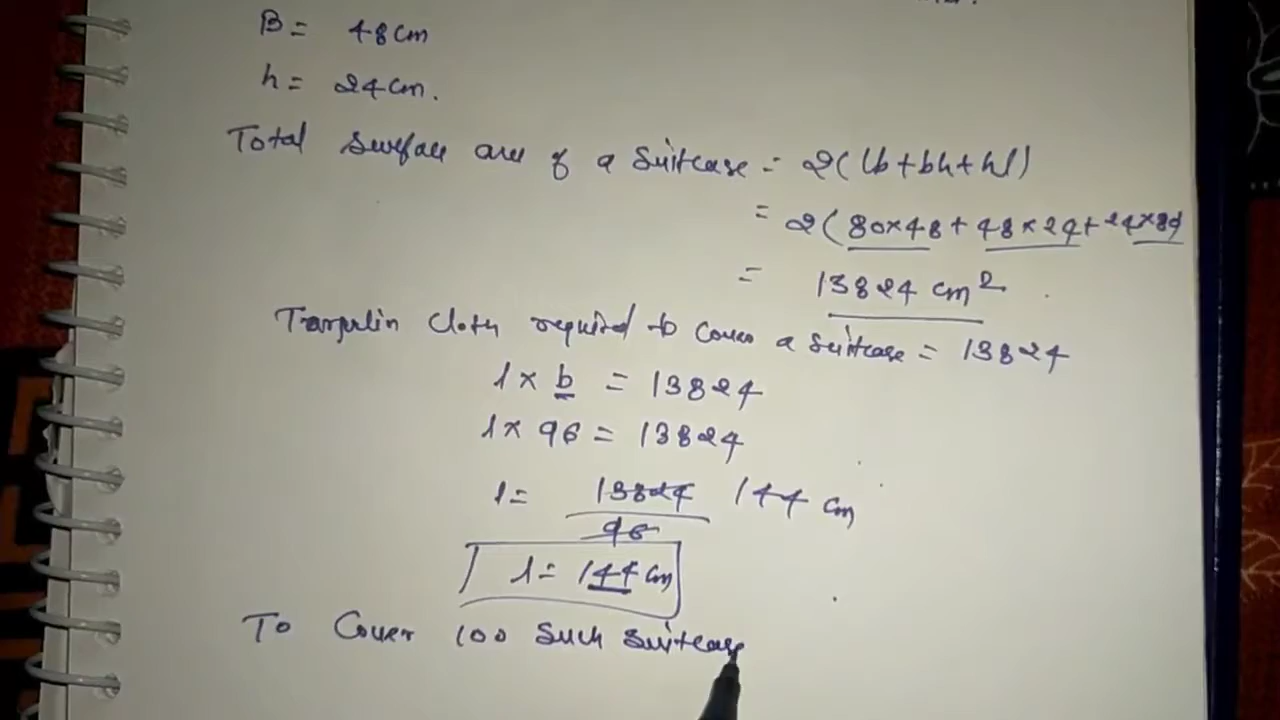 B = 48 cm
h = 24 cm.
Total Surface are of a Suitcase = 2(lb+bh+hl)
= 2(80×48+48×24+24×80
= 13824 cm²
Tarpulin Cloth required to Cover a Suitcase = 13824
l × b = 13824
l × 96 = 13824
l = 13824/96 144 cm
l = 144 cm
To Cover 100 Such Suitcase